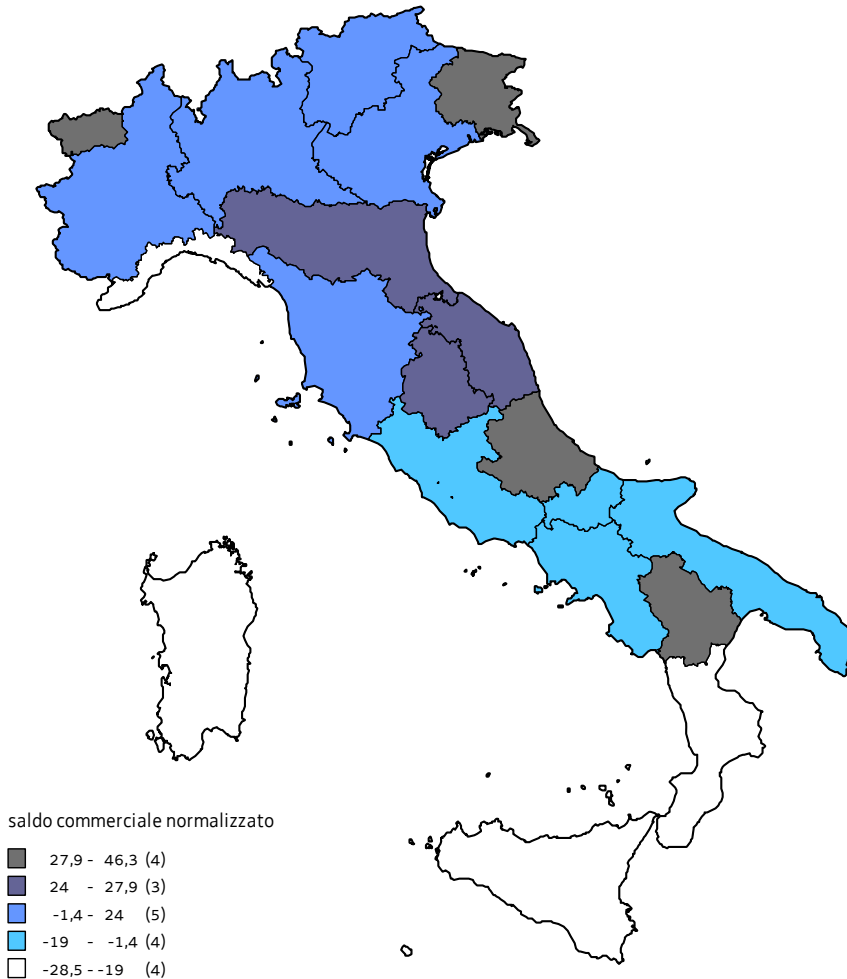 saldo commerciale normalizzato
27,9 - 46,3 (4)
24 - 27,9 (3)
-1,4 - 24 (5)
-19 - -1,4 (4)
-28,5 - -19 (4)